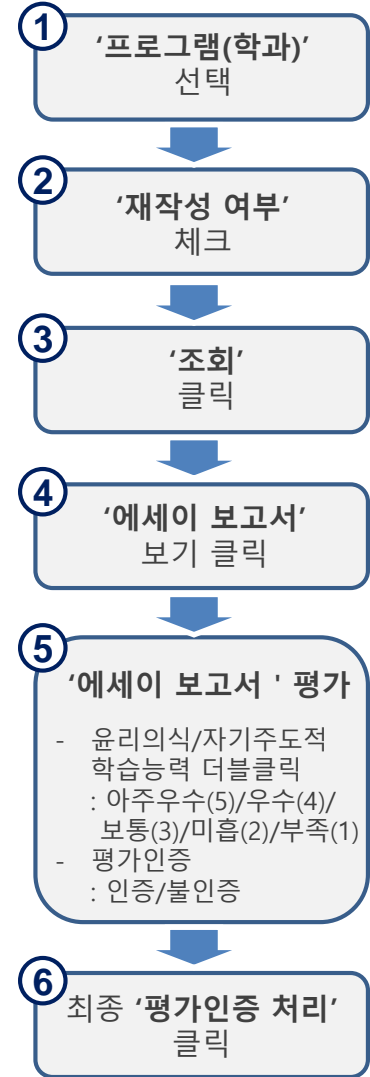 1
‘프로그램(학과)’
선택
2
‘재작성 여부’
체크
3
‘조회’
클릭
4
‘에세이 보고서’
보기 클릭
5
‘에세이 보고서 ' 평가
- 윤리의식/자기주도적
학습능력 더블클릭
: 아주우수(5)/우수(4)/
보통(3)/미흡(2)/부족(1)
- 평가인증
: 인증/불인증
6
최종 ‘평가인증 처리’
클릭